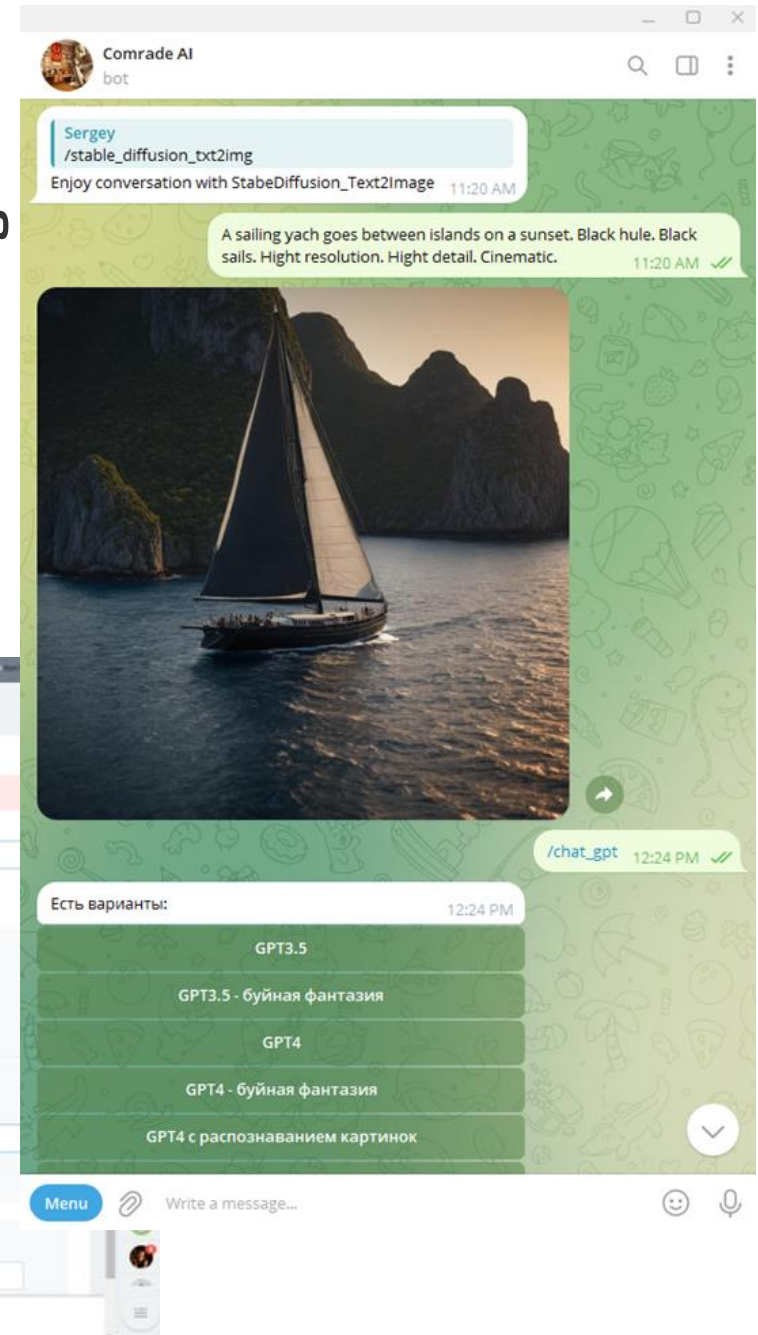 Comrade AI
bot
Sergey
/stable_diffusion_txt2img
Enjoy conversation with StabeDiffusion_Text2Image 11:20 AM
A sailing yach goes between islands on a sunset. Black hule. Black
sails. Hight resolution. Hight detail. Cinematic. 11:20 AM
/chat_gpt 12:24 PM
Есть варианты: 12:24 PM
GPT3.5
GPT3.5 - буйная фантазия
GPT4
GPT4 - буйная фантазия
GPT4 с распознаванием картинок
Menu
Write a message...